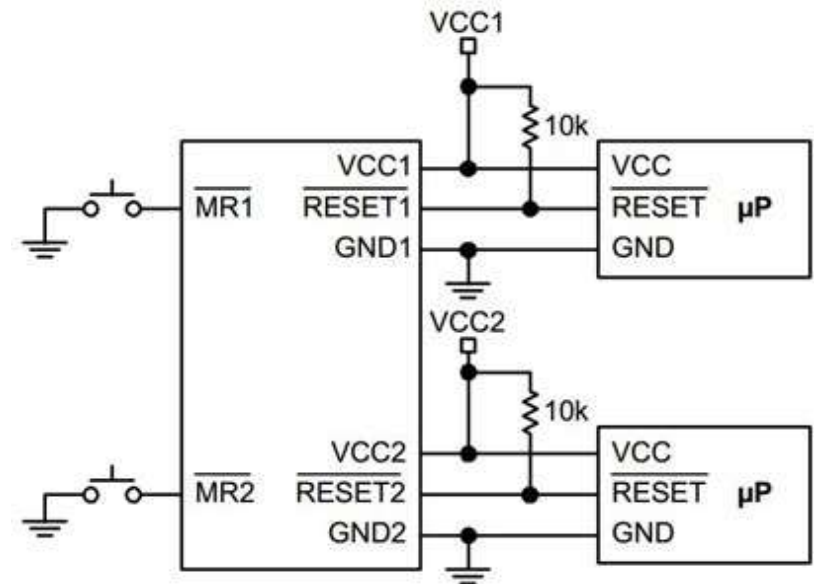 VCC1
10k
VCC1 VCC
MR1 RESET1 RESET µP
GND1 GND
VCC2
10k
VCC2 VCC
MR2 RESET2 RESET µP
GND2 GND